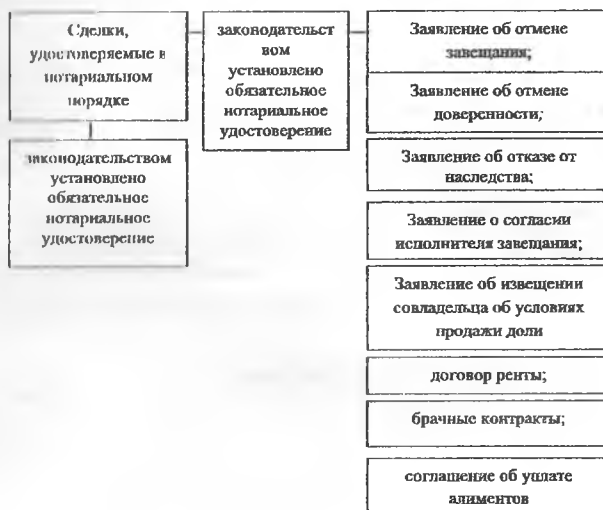 Сделки,
удостоверяемые в
нотариальном
порядке
законодательством
установлено
обязательное
нотариальное
удостоверение
законодательст
вом
установлено
обязательное
нотариальное
удостоверение
Заявление об отмене
завещания;
Заявление об отмене
доверенности;
Заявление об отказе от
наследства;
Заявление о согласии
исполнителя завещания;
Заявление об извещении
совладельца об условиях
продажи доли
договор ренты;
брачные контракты;
соглашение об уплате
алиментов